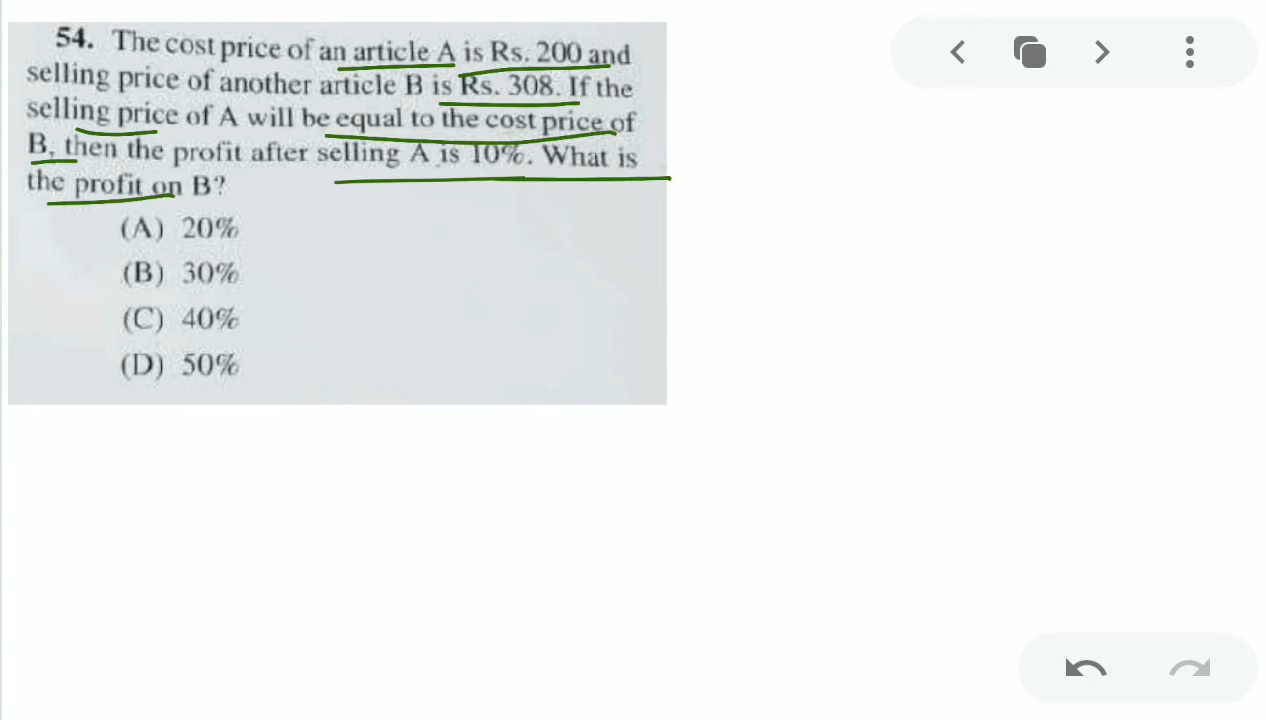 54. The cost price of an article A is Rs. 200 and
selling price of another article B is Rs. 308. If the
selling price of A will be equal to the cost price of
B, then the profit after selling A is 10%. What is
the profit on B?
(A) 20%
(B) 30%
(C) 40%
(D) 50%